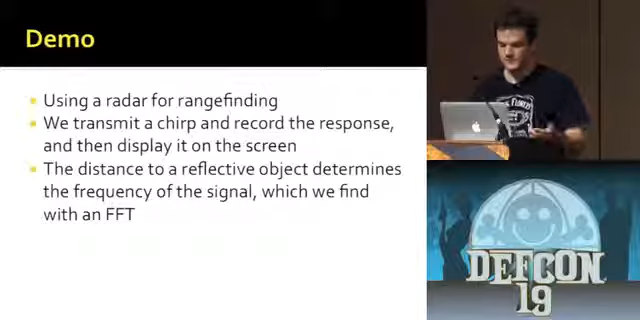 Demo
Using a radar for rangefinding
We transmit a chirp and record the response,
and then display it on the screen
The distance to a reflective object determines
the frequency of the signal, which we find
with an FFT
DEFCON
19